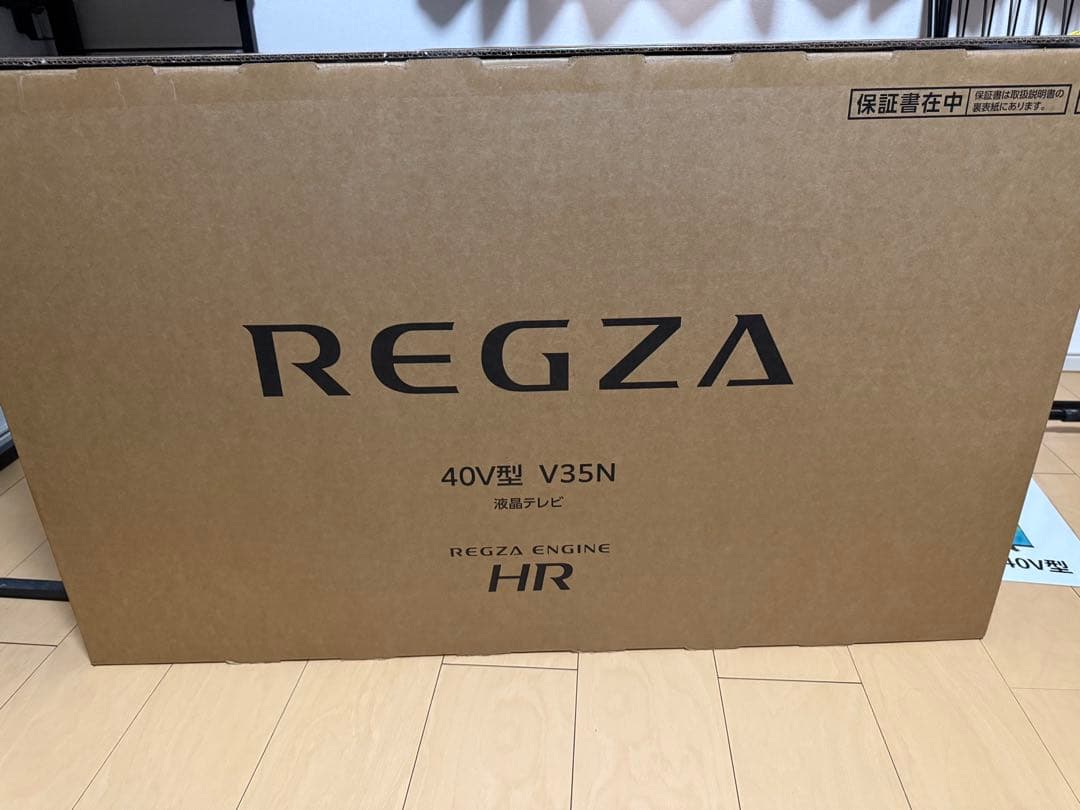 保証書在中
保証書は取扱説明書の
裏表紙にあります。
REGZA
40V型 V35N
液晶テレビ
REGZA ENGINE
HR
40V型